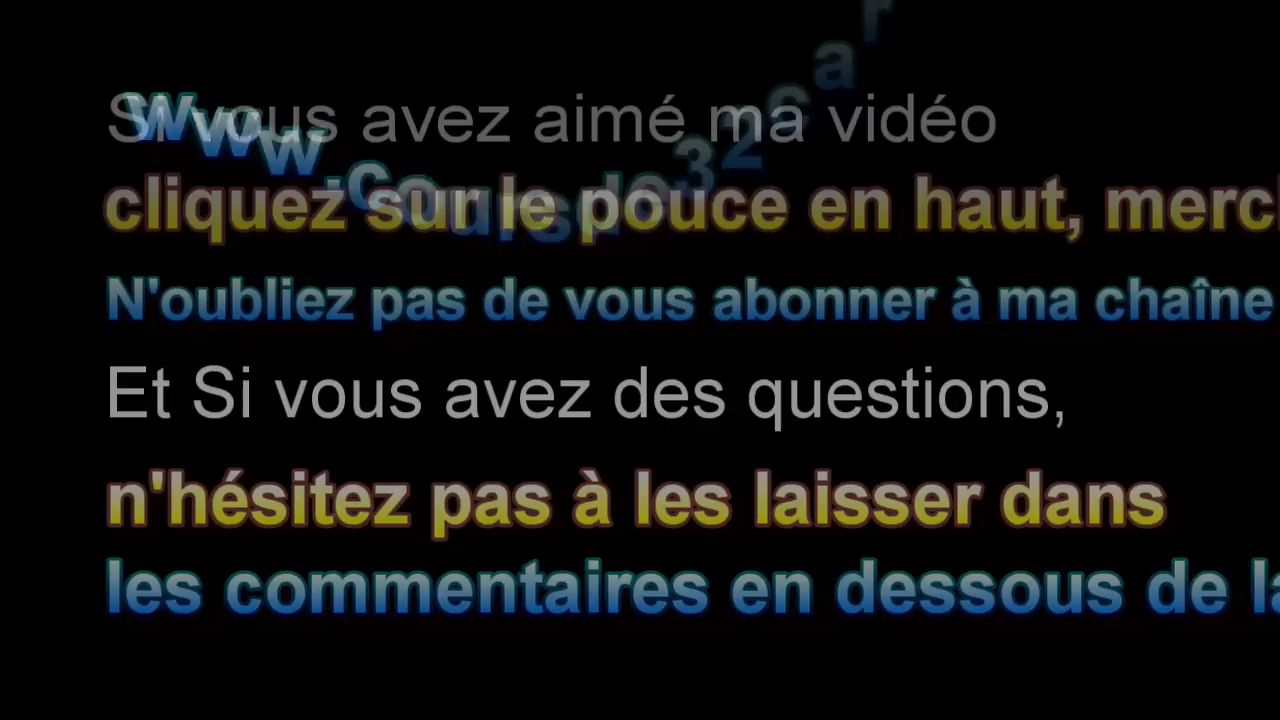 Si vous avez aimé ma vidéo
cliquez sur le pouce en haut, merci
N'oubliez pas de vous abonner à ma chaîne
Et Si vous avez des questions,
n'hésitez pas à les laisser dans
les commentaires en dessous de la